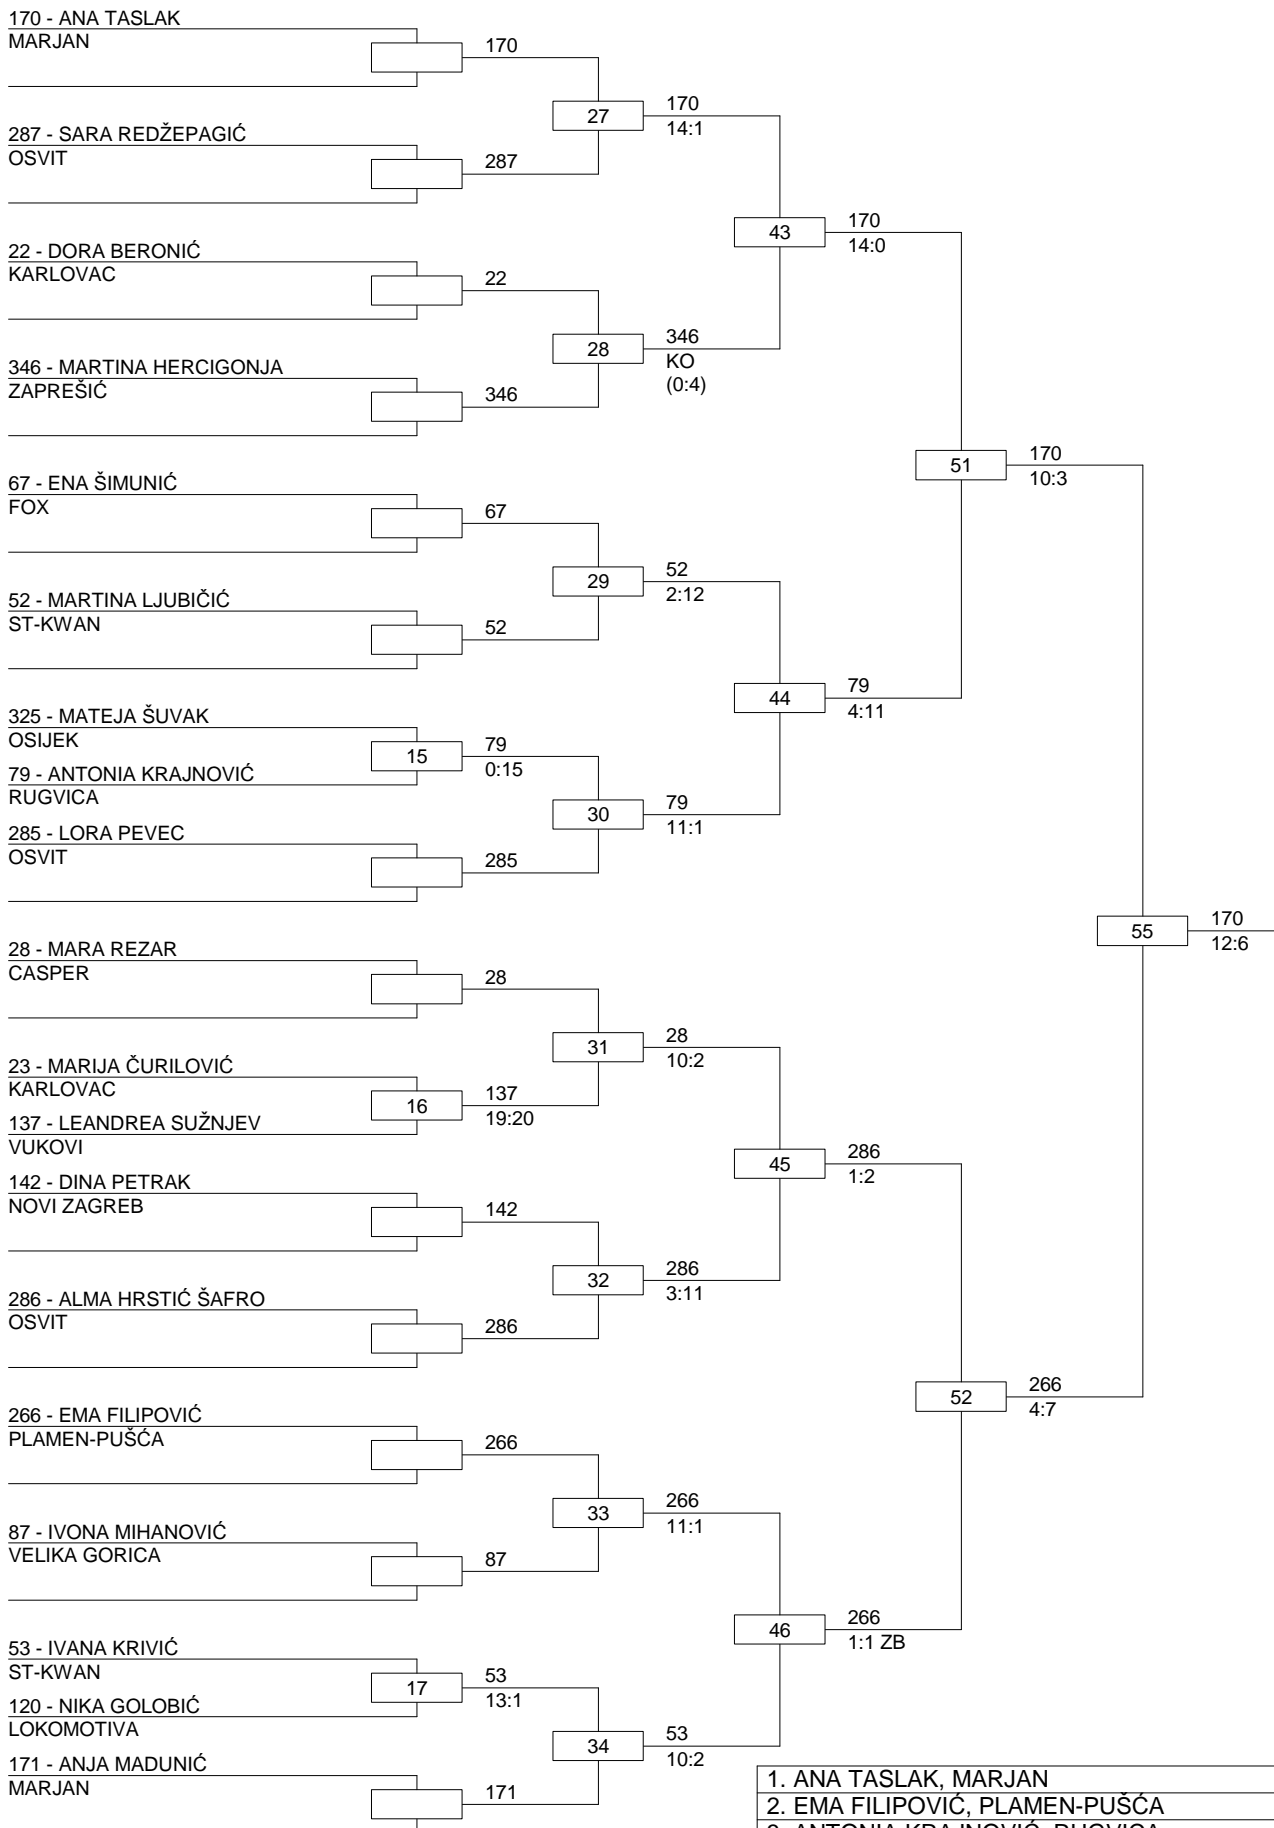 170 - ANA TASLAK
MARJAN
170
27
170
14:1
287 - SARA REDŽEPAGIĆ
OSVIT
287
43
170
14:0
22 - DORA BERONIĆ
KARLOVAC
22
28
346
KO
(0:4)
346 - MARTINA HERCIGONJA
ZAPREŠIĆ
346
51
170
10:3
67 - ENA ŠIMUNIĆ
FOX
67
29
52
2:12
52 - MARTINA LJUBIČIĆ
ST-KWAN
52
44
79
4:11
325 - MATEJA ŠUVAK
OSIJEK
15
79
0:15
79 - ANTONIA KRAJNOVIĆ
RUGVICA
30
79
11:1
285 - LORA PEVEC
OSVIT
285
55
170
12:6
28 - MARA REZAR
CASPER
28
31
28
10:2
23 - MARIJA ČURILOVIĆ
KARLOVAC
16
137
19:20
137 - LEANDREA SUŽNJEV
VUKOVI
45
286
1:2
142 - DINA PETRAK
NOVI ZAGREB
142
32
286
3:11
286 - ALMA HRSTIĆ ŠAFRO
OSVIT
286
52
266
4:7
266 - EMA FILIPOVIĆ
PLAMEN-PUŠĆA
266
33
266
11:1
87 - IVONA MIHANOVIĆ
VELIKA GORICA
87
46
266
1:1 ZB
53 - IVANA KRIVIĆ
ST-KWAN
17
53
13:1
120 - NIKA GOLOBIĆ
LOKOMOTIVA
34
53
10:2
171 - ANJA MADUNIĆ
MARJAN
171
1. ANA TASLAK, MARJAN
2. EMA FILIPOVIĆ, PLAMEN-PUŠĆA
3. ANTONIA KRAJNOVIĆ, RUGVICA